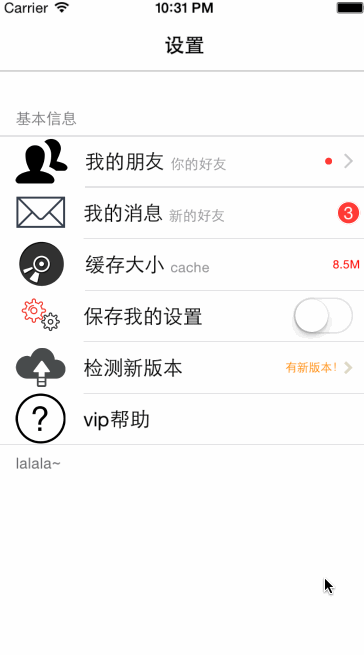 Carrier 10:31 PM
设置
基本信息
我的朋友 你的好友
我的消息 新的好友 3
缓存大小 cache 8.5M
保存我的设置
检测新版本 有新版本!
? vip帮助
lalala~